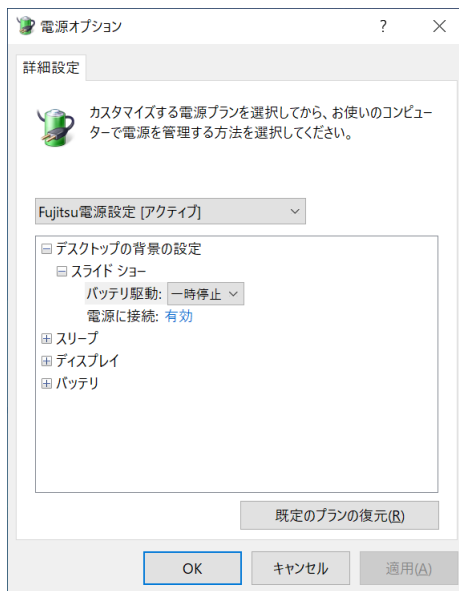 電源オプション
詳細設定
カスタマイズする電源プランを選択してから、お使いのコンピュー
ターで電源を管理する方法を選択してください。
Fujitsu電源設定 [アクティブ]
デスクトップの背景の設定
スライド ショー
バッテリ駆動: 一時停止
電源に接続: 有効
スリープ
ディスプレイ
バッテリ
既定のプランの復元(R)
OK キャンセル 適用(A)